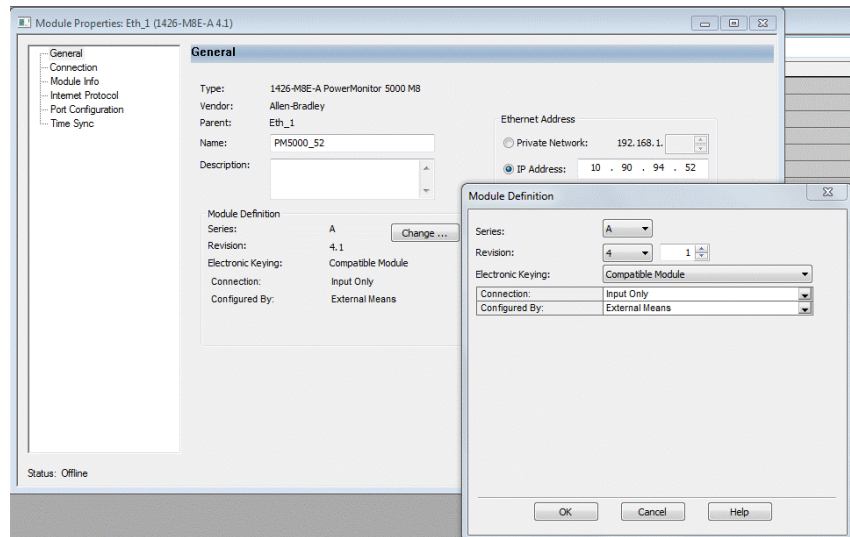 Module Properties: Eth_1 (1426-M8E-A 4.1)
General
Connection
Module Info
Internet Protocol
Port Configuration
Time Sync
General
Type: 1426-M8E-A PowerMonitor 5000 M8
Vendor: Allen-Bradley
Parent: Eth_1
Name: PM5000_52
Description:
Ethernet Address
Private Network: 192.168.1.
IP Address: 10 . 90 . 94 . 52
Module Definition
Series: A Change ...
Revision: 4.1
Electronic Keying: Compatible Module
Connection: Input Only
Configured By: External Means
Status: Offline
Module Definition
Series: A
Revision: 4 1
Electronic Keying: Compatible Module
Connection: Input Only
Configured By: External Means
OK Cancel Help